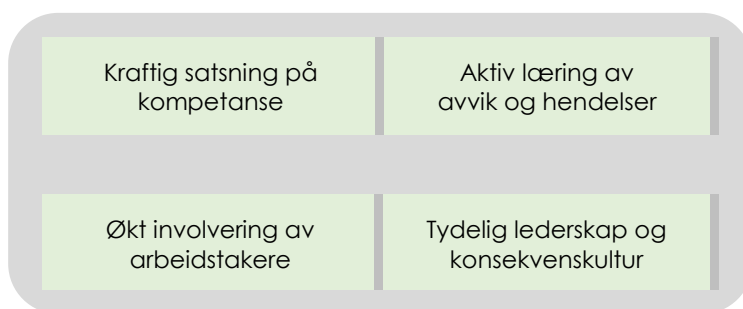 Kraftig satsning på
kompetanse
Aktiv læring av
avvik og hendelser
Økt involvering av
arbeidstakere
Tydelig lederskap og
konsekvenskultur